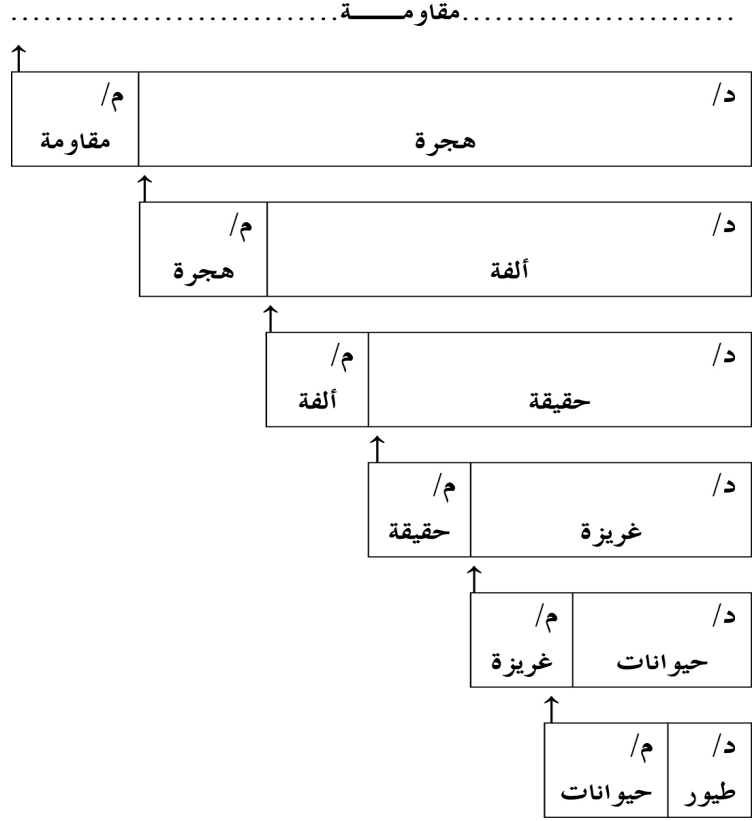 ..............................مقاومـــــة..............................
د/ م/
هجرة مقاومة
د/ م/
ألفة هجرة
د/ م/
حقيقة ألفة
د/ م/
غريزة حقيقة
د/ م/
حيوانات غريزة
د/ م/
طيور حيوانات